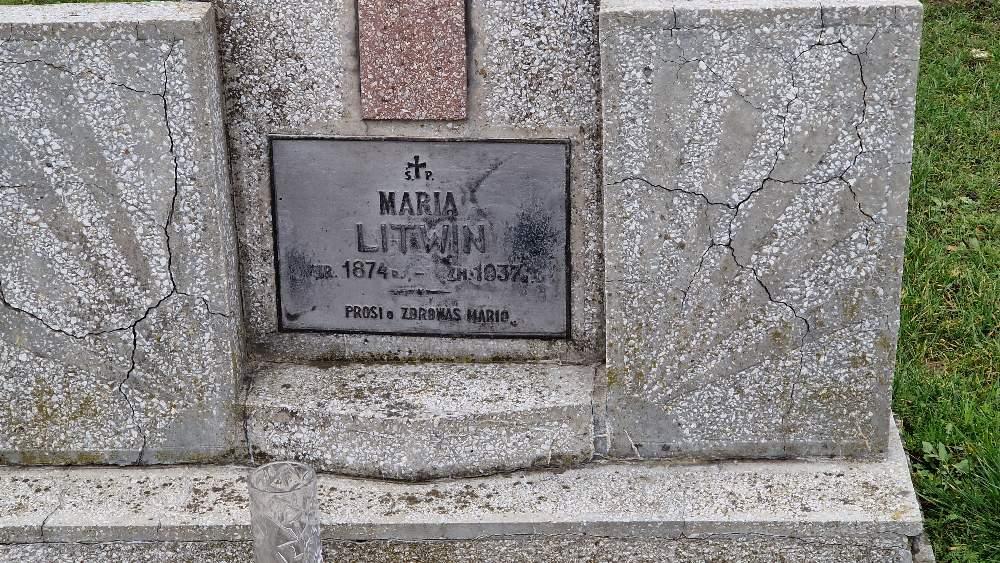 Ś. P.
MARIA
LITWIN
UR. 1874 R. - ZM. 1937 R.
PROSI o ZDROWAŚ MARIO